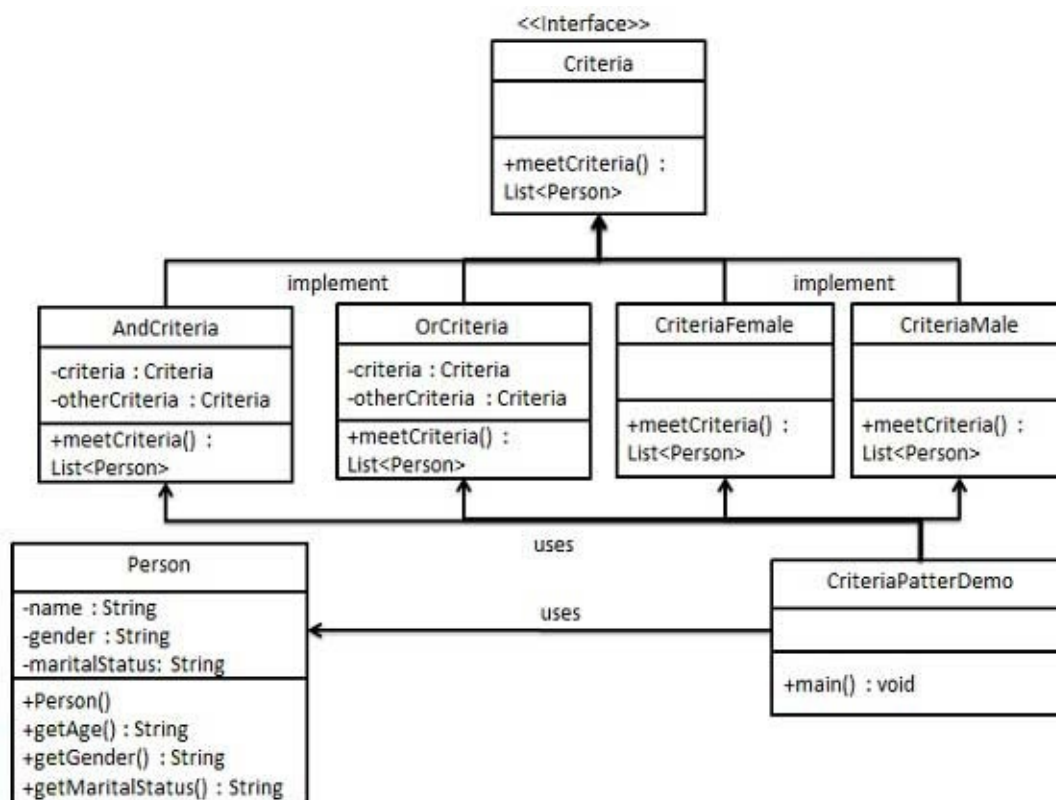 <<Interface>>
Criteria
+meetCriteria() :
List<Person>
implement
implement
AndCriteria
-criteria : Criteria
-otherCriteria : Criteria
+meetCriteria() :
List<Person>
OrCriteria
-criteria : Criteria
-otherCriteria : Criteria
+meetCriteria() :
List<Person>
CriteriaFemale
+meetCriteria() :
List<Person>
CriteriaMale
+meetCriteria() :
List<Person>
uses
Person
-name : String
-gender : String
-maritalStatus: String
+Person()
+getAge() : String
+getGender() : String
+getMaritalStatus() : String
uses
CriteriaPatterDemo
+main() : void